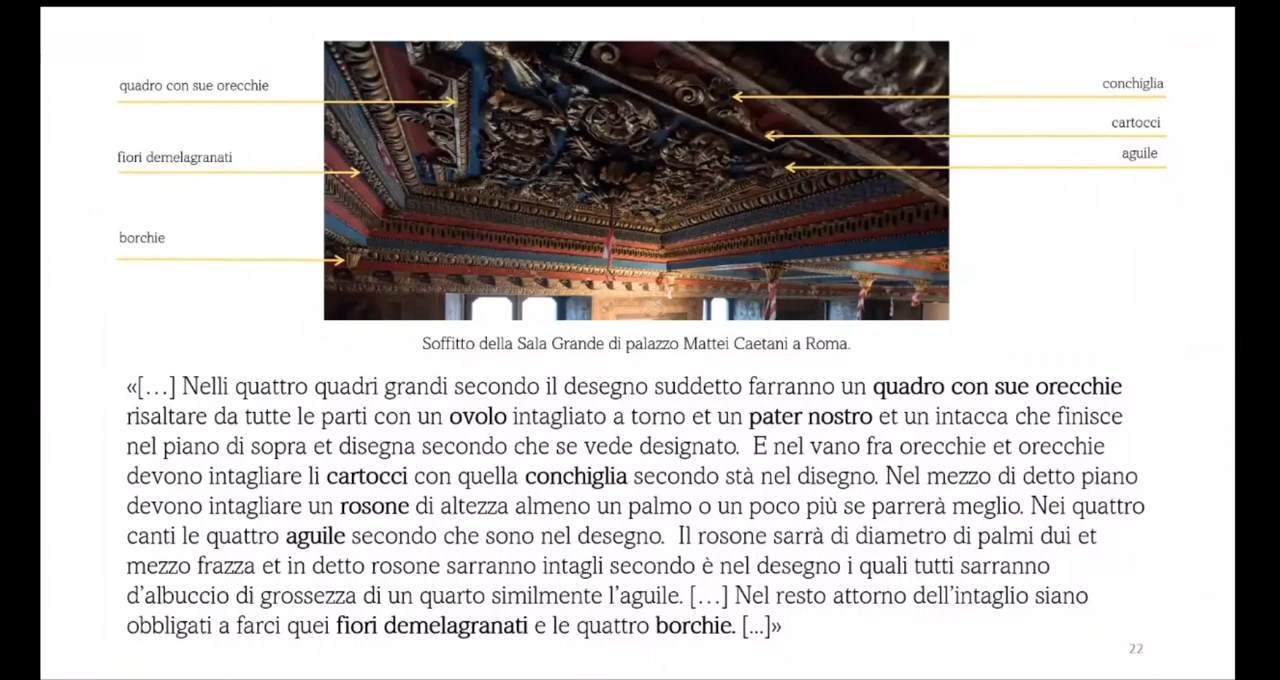 quadro con sue orecchie
fiori demelagranati
borchie
conchiglia
cartocci
aguile
Soffitto della Sala Grande di palazzo Mattei Caetani a Roma.
«[…] Nelli quattro quadri grandi secondo il desegno suddetto farranno un quadro con sue orecchie
risaltare da tutte le parti con un ovolo intagliato a torno et un pater nostro et un intacca che finisce
nel piano di sopra et disegna secondo che se vede designato. E nel vano fra orecchie et orecchie
devono intagliare li cartocci con quella conchiglia secondo stà nel disegno. Nel mezzo di detto piano
devono intagliare un rosone di altezza almeno un palmo o un poco più se parrerà meglio. Nei quattro
canti le quattro aguile secondo che sono nel desegno. Il rosone sarrà di diametro di palmi dui et
mezzo frazza et in detto rosone sarranno intagli secondo è nel desegno i quali tutti sarranno
d'albuccio di grossezza di un quarto similmente l'aguile. […] Nel resto attorno dell'intaglio siano
obbligati a farci quei fiori demelagranati e le quattro borchie. [...]»
22